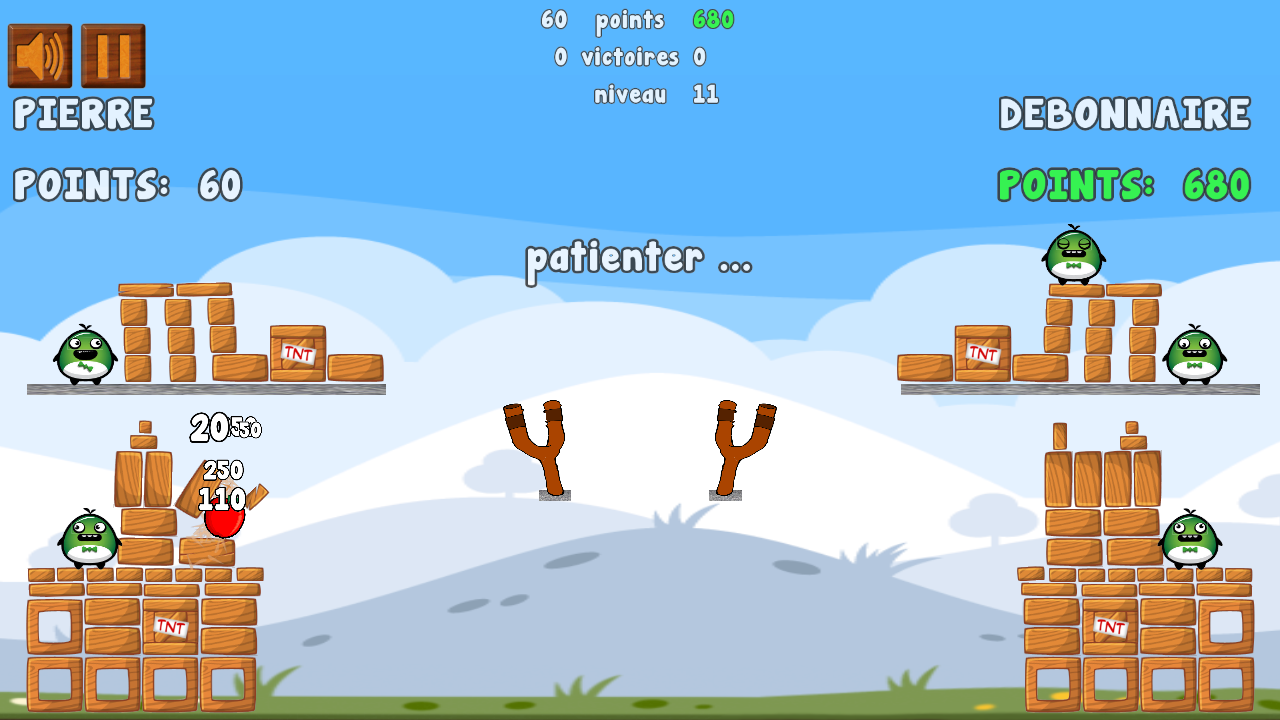 60 points 680
0 victoires 0
niveau 11
PIERRE
DEBONNAIRE
POINTS: 60
POINTS: 680
patienter ...
TNT
TNT
20
250
110
TNT
TNT